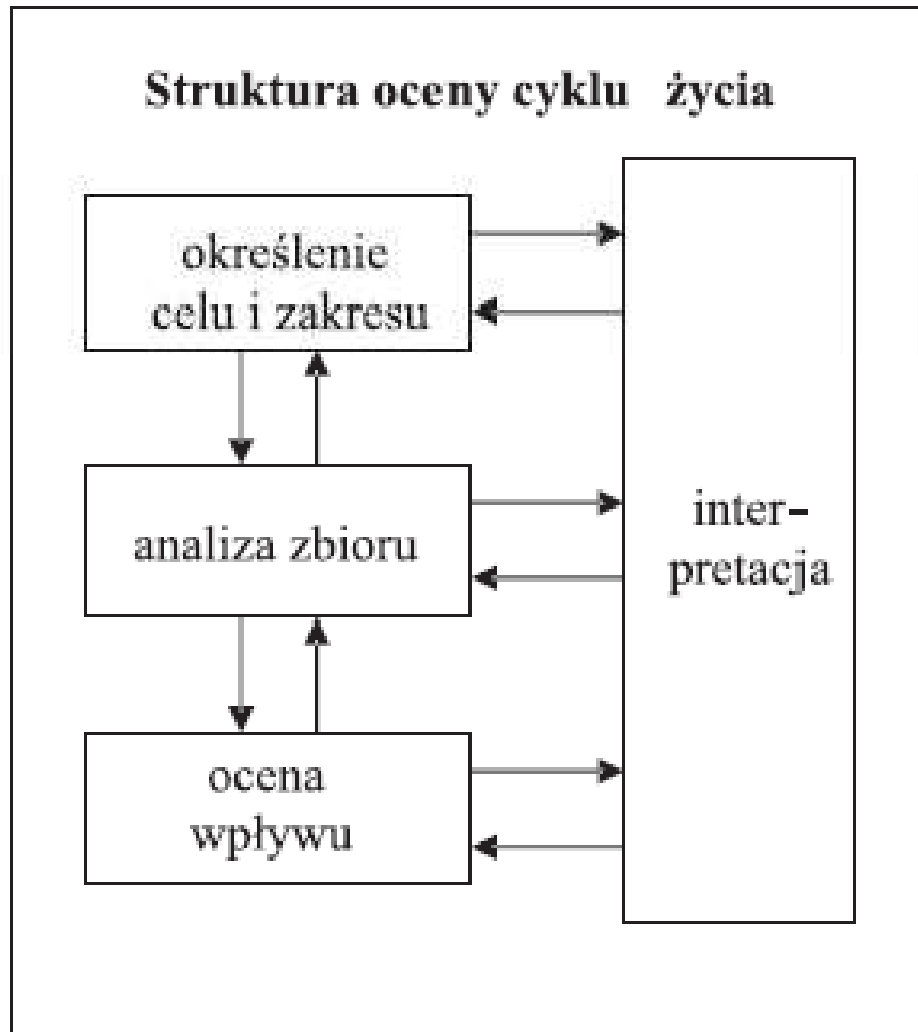 Struktura oceny cyklu życia
określenie
celu i zakresu
analiza zbioru
ocena
wpływu
inter-
pretacja